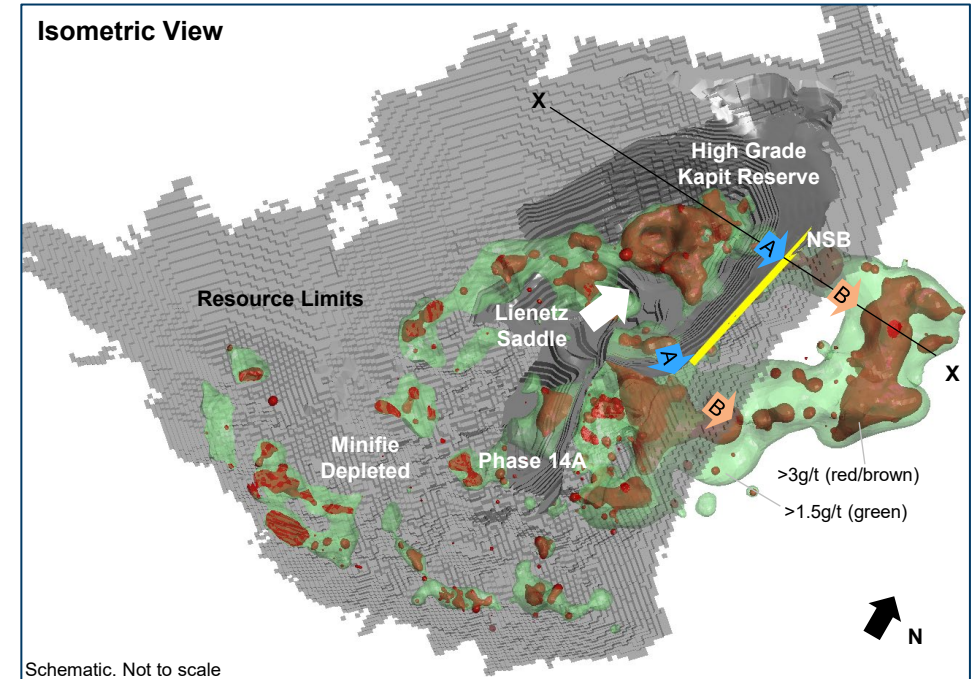 Isometric View
X
High Grade
Kapit Reserve
A
NSB
B
Resource Limits
Lienetz
Saddle
A
X
B
Minifie
Depleted
Phase 14A
>3g/t (red/brown)
>1.5g/t (green)
N
Schematic. Not to scale